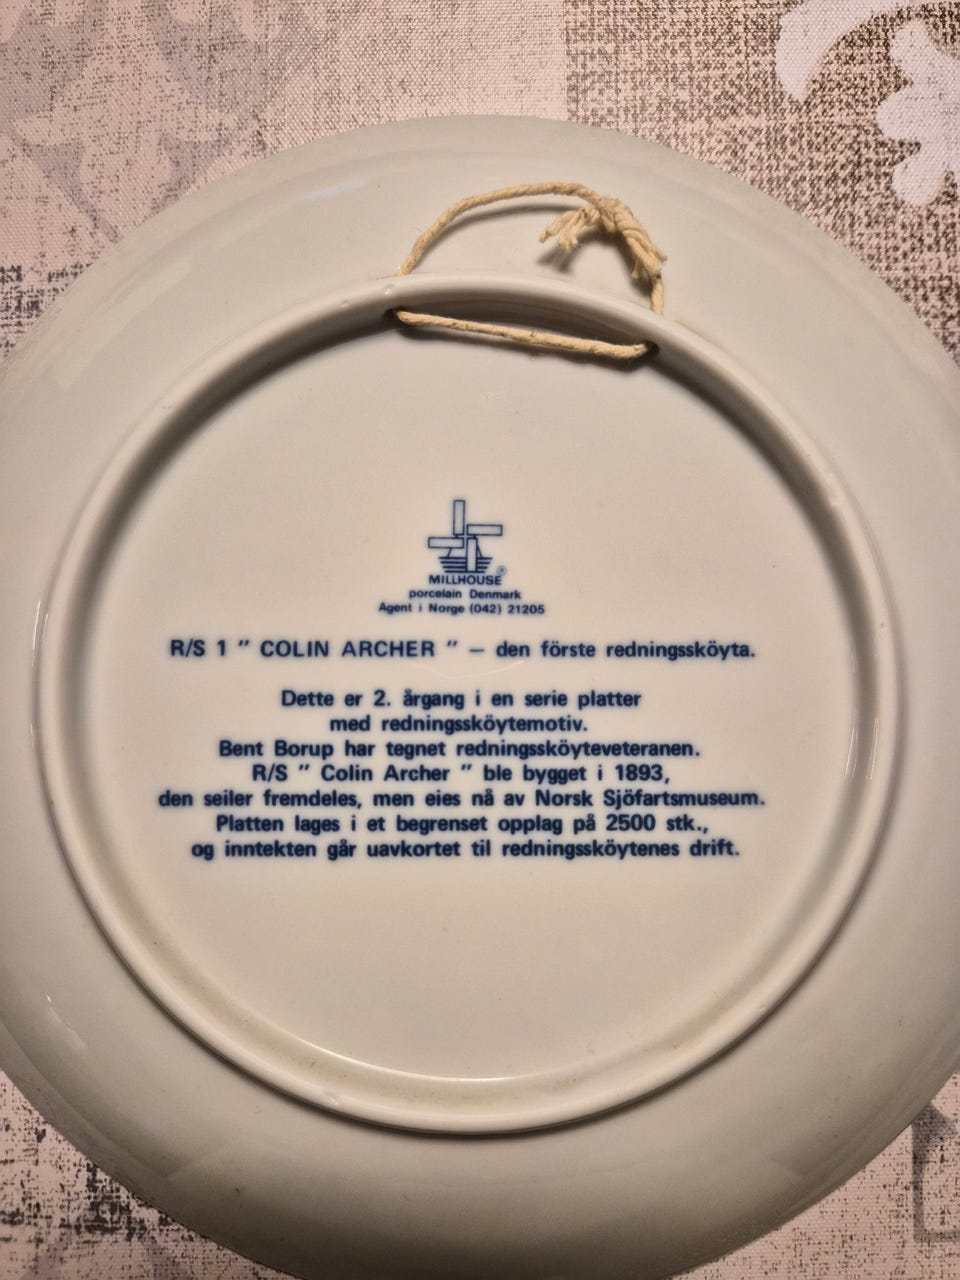 MILLHOUSE ®
porcelain Denmark
Agent i Norge (042) 21205
R/S 1 " COLIN ARCHER " – den förste redningssköyta.
Dette er 2. årgang i en serie platter
med redningssköytemotiv.
Bent Borup har tegnet redningssköyteveteranen.
R/S " Colin Archer " ble bygget i 1893,
den seiler fremdeles, men eies nå av Norsk Sjöfartsmuseum.
Platten lages i et begrenset opplag på 2500 stk.,
og inntekten går uavkortet til redningssköytenes drift.